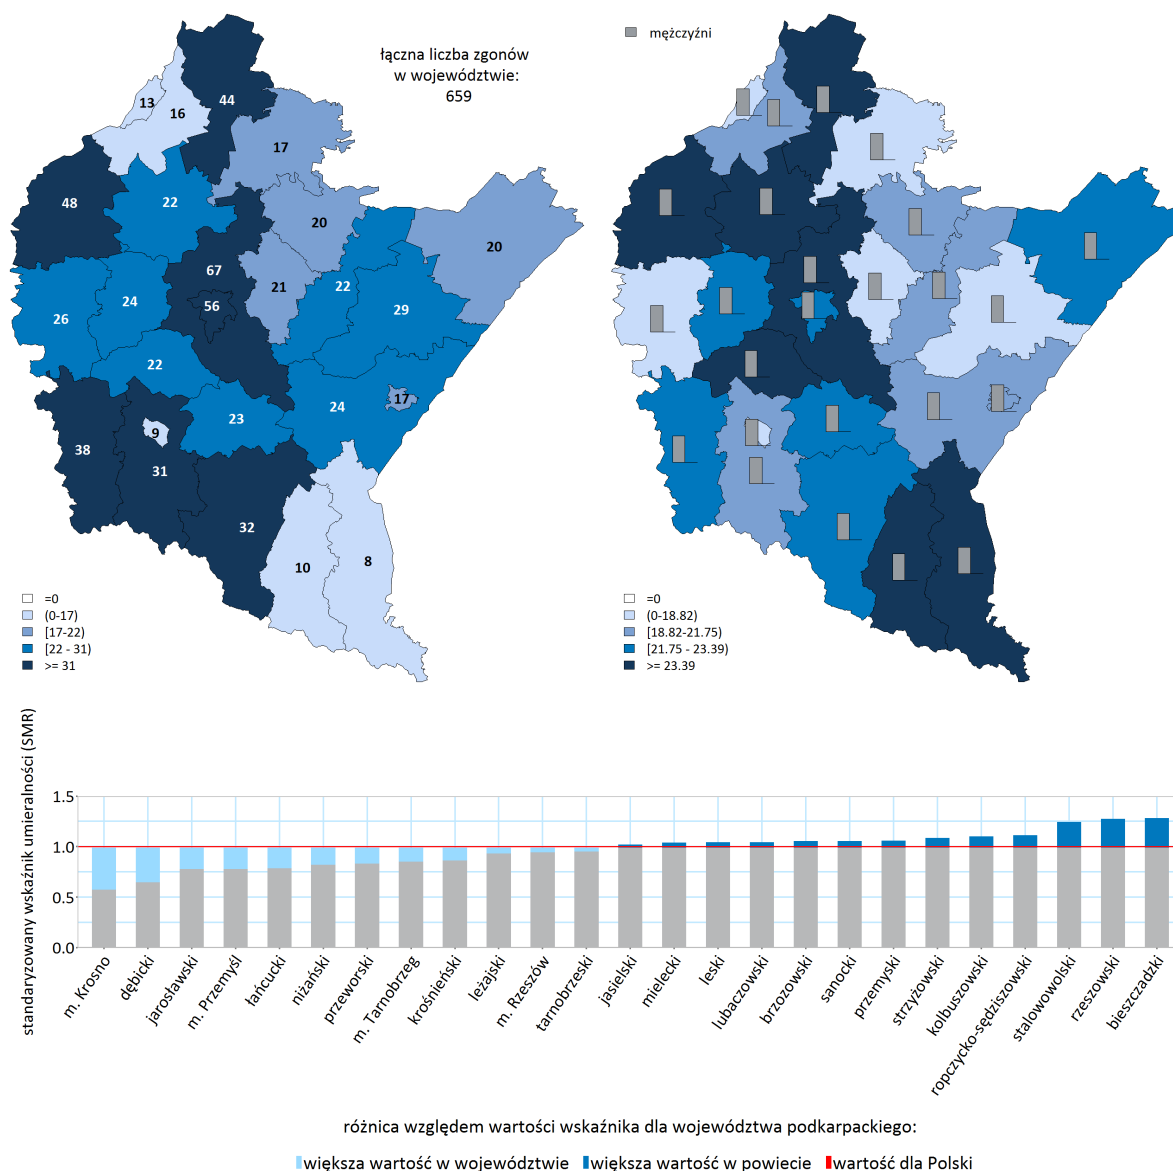 łączna liczba zgonów
w województwie:
659
13
16
44
17
48
22
20
20
67
21
22
24
56
29
26
22
24
17
23
9
38
31
32
10
8
=0
(0-17)
[17-22)
[22 - 31)
>= 31
mężczyźni
=0
(0-18.82)
[18.82-21.75)
[21.75 - 23.39)
>= 23.39
standaryzowany wskaźnik umieralności (SMR)
1.5
1.0
0.5
0.0
m. Krosno
dębicki
jarosławski
m. Przemyśl
łańcucki
niżański
przeworski
m. Tarnobrzeg
krośnieński
leżajski
m. Rzeszów
tarnobrzeski
jasielski
mielecki
leski
lubaczowski
brzozowski
sanocki
przemyski
strzyżowski
kolbuszowski
ropczycko-sędziszowski
stalowowolski
rzeszowski
bieszczadzki
różnica względem wartości wskaźnika dla województwa podkarpackiego:
większa wartość w województwie większa wartość w powiecie wartość dla Polski